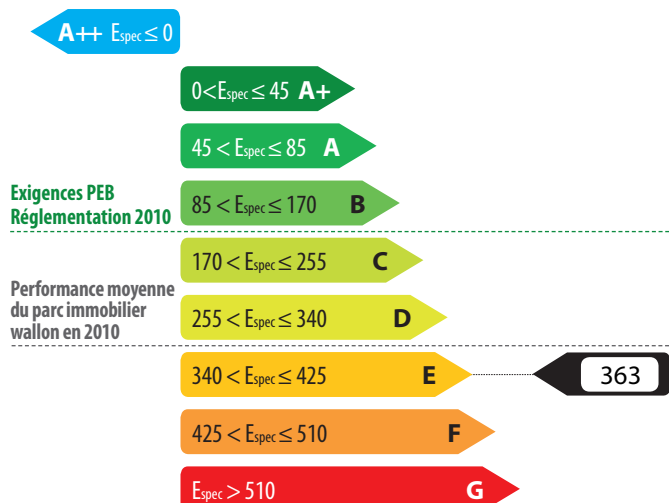 A++ Espec ≤ 0
0<Espec ≤ 45 A+
45 < Espec ≤ 85 A
Exigences PEB
Réglementation 2010
85 < Espec ≤ 170 B
170 < Espec ≤ 255 C
Performance moyenne
du parc immobilier
wallon en 2010
255 < Espec ≤ 340 D
340 < Espec ≤ 425 E
363
425 < Espec ≤ 510 F
Espec > 510 G